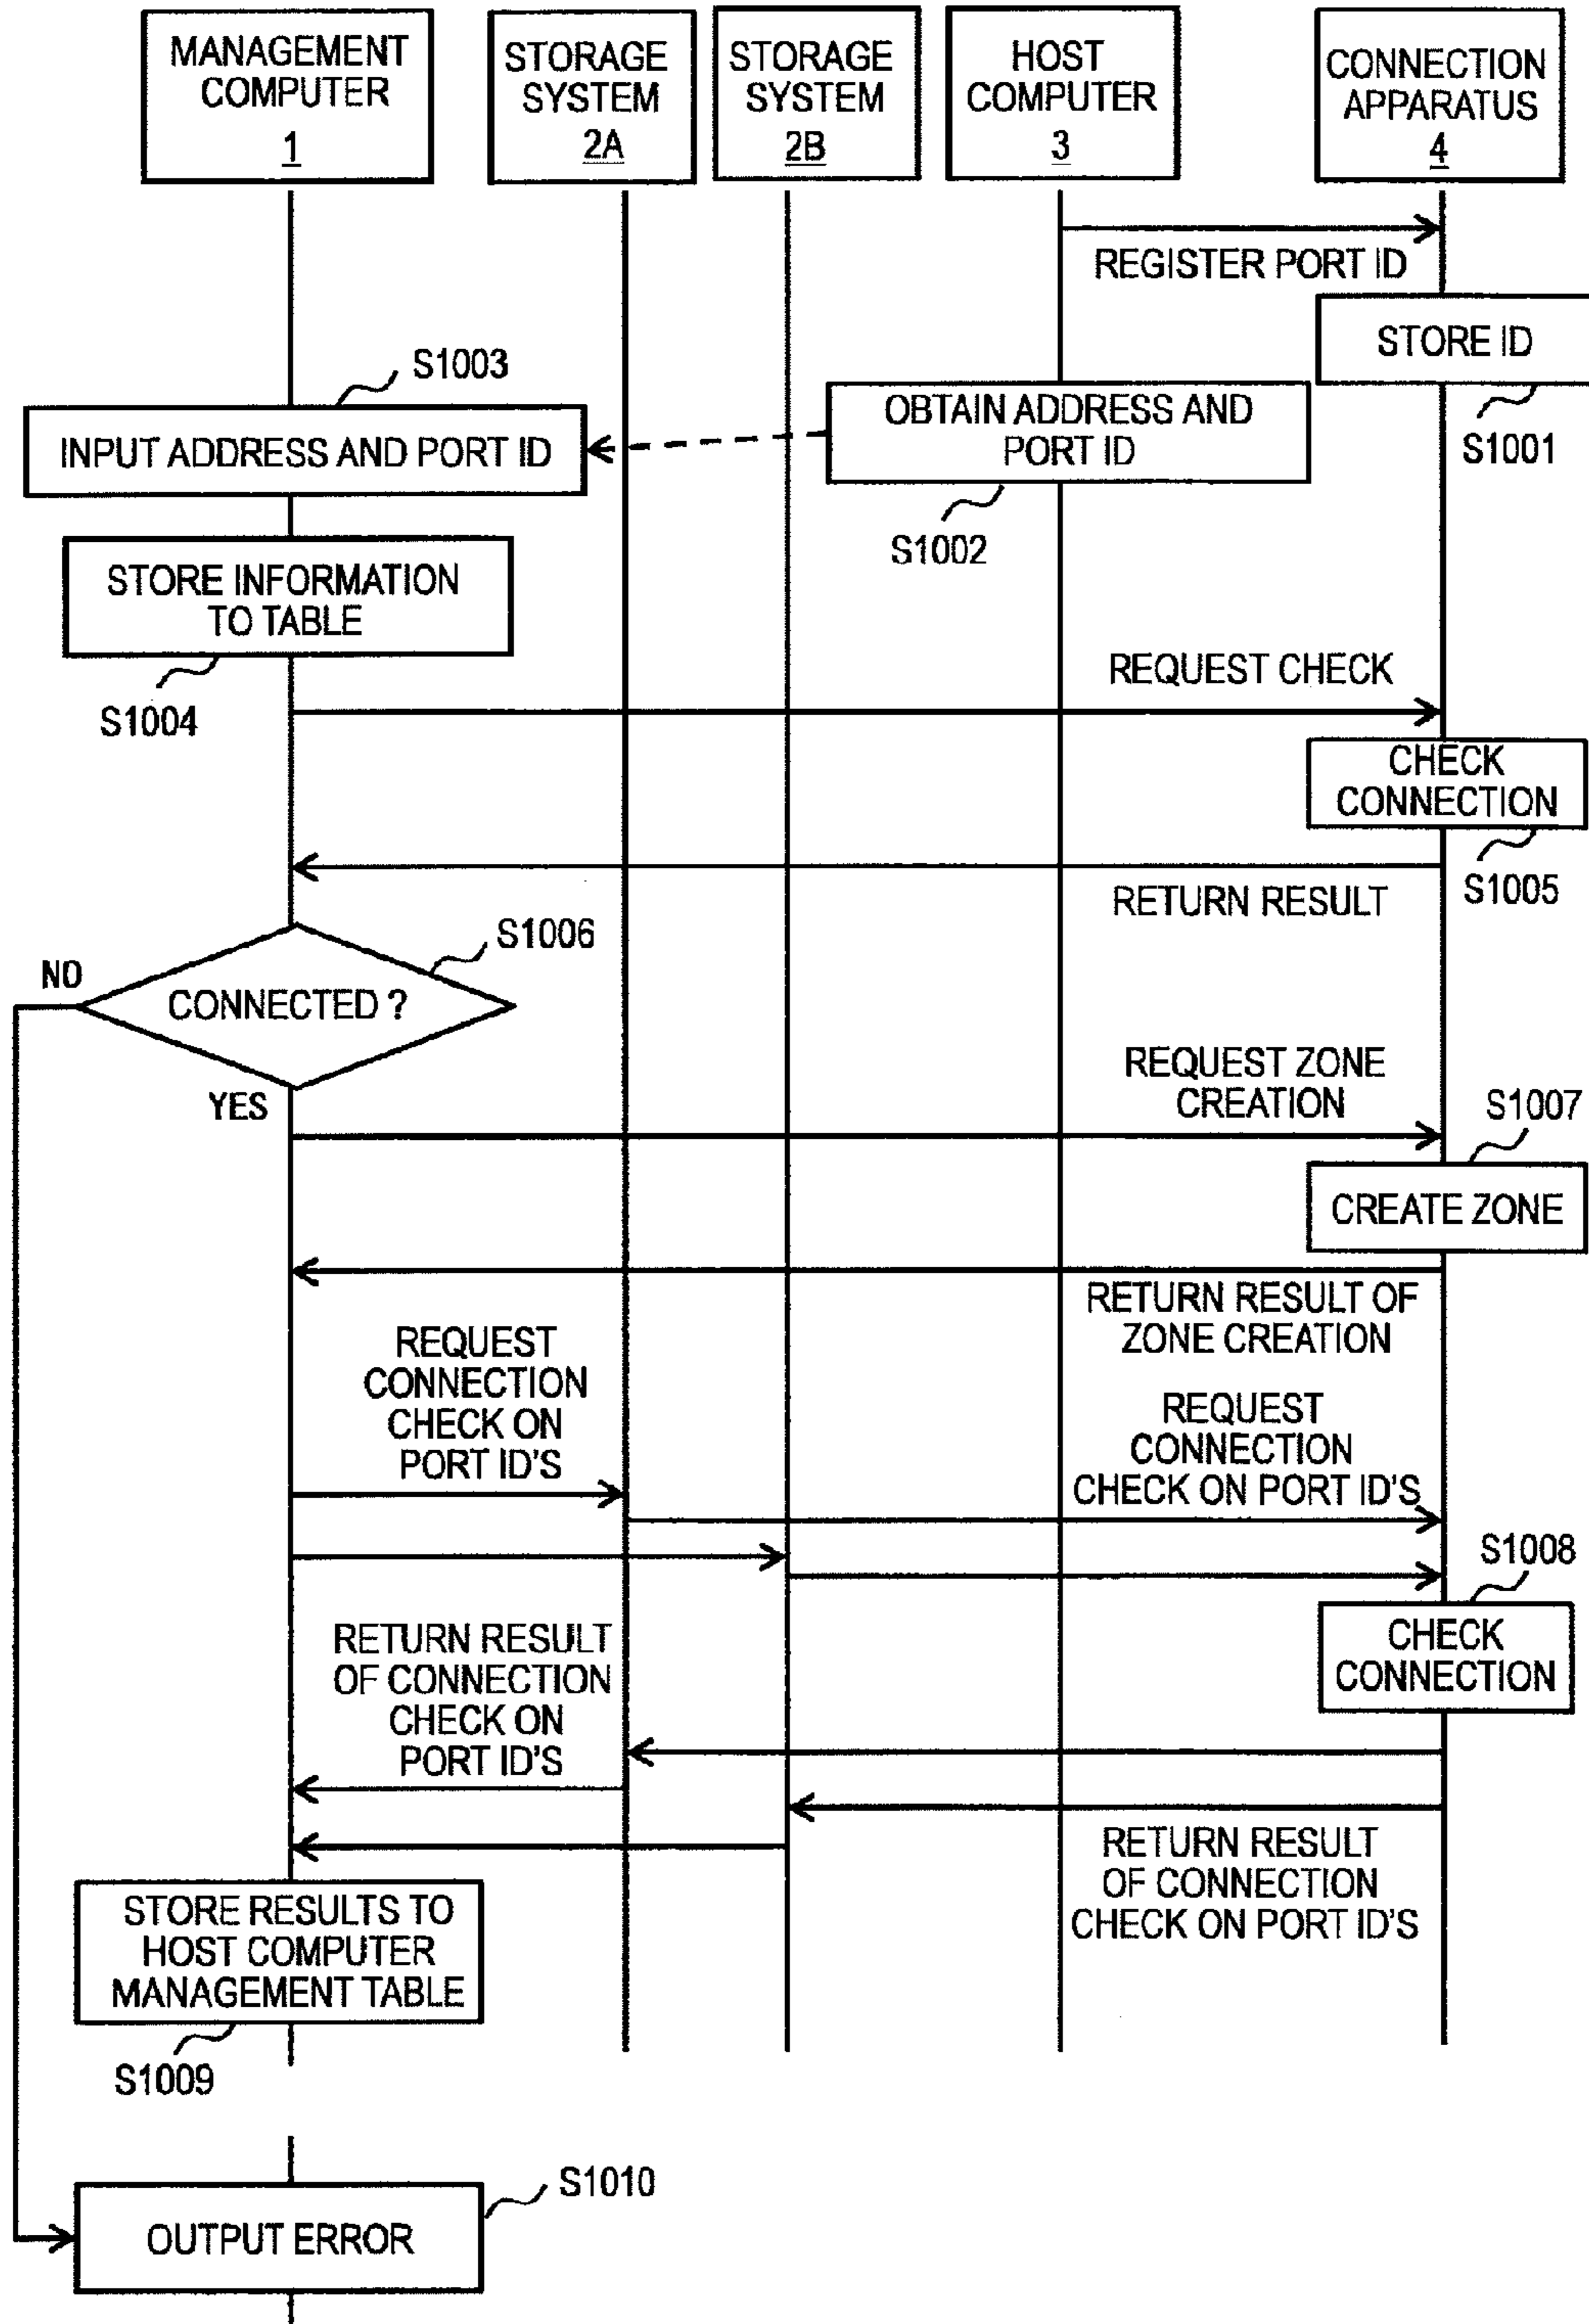 MANAGEMENT
COMPUTER
1
STORAGE
SYSTEM
2A
STORAGE
SYSTEM
2B
HOST
COMPUTER
3
CONNECTION
APPARATUS
4
REGISTER PORT ID
STORE ID
S1001
OBTAIN ADDRESS AND
PORT ID
S1002
S1003
INPUT ADDRESS AND PORT ID
STORE INFORMATION
TO TABLE
S1004
REQUEST CHECK
CHECK
CONNECTION
S1005
RETURN RESULT
S1006
NO
CONNECTED ?
YES
REQUEST ZONE
CREATION
S1007
CREATE ZONE
RETURN RESULT OF
ZONE CREATION
REQUEST
CONNECTION
CHECK ON
PORT ID'S
REQUEST
CONNECTION
CHECK ON PORT ID'S
S1008
CHECK
CONNECTION
RETURN RESULT
OF CONNECTION
CHECK ON
PORT ID'S
RETURN RESULT
OF CONNECTION
CHECK ON PORT ID'S
STORE RESULTS TO
HOST COMPUTER
MANAGEMENT TABLE
S1009
S1010
OUTPUT ERROR